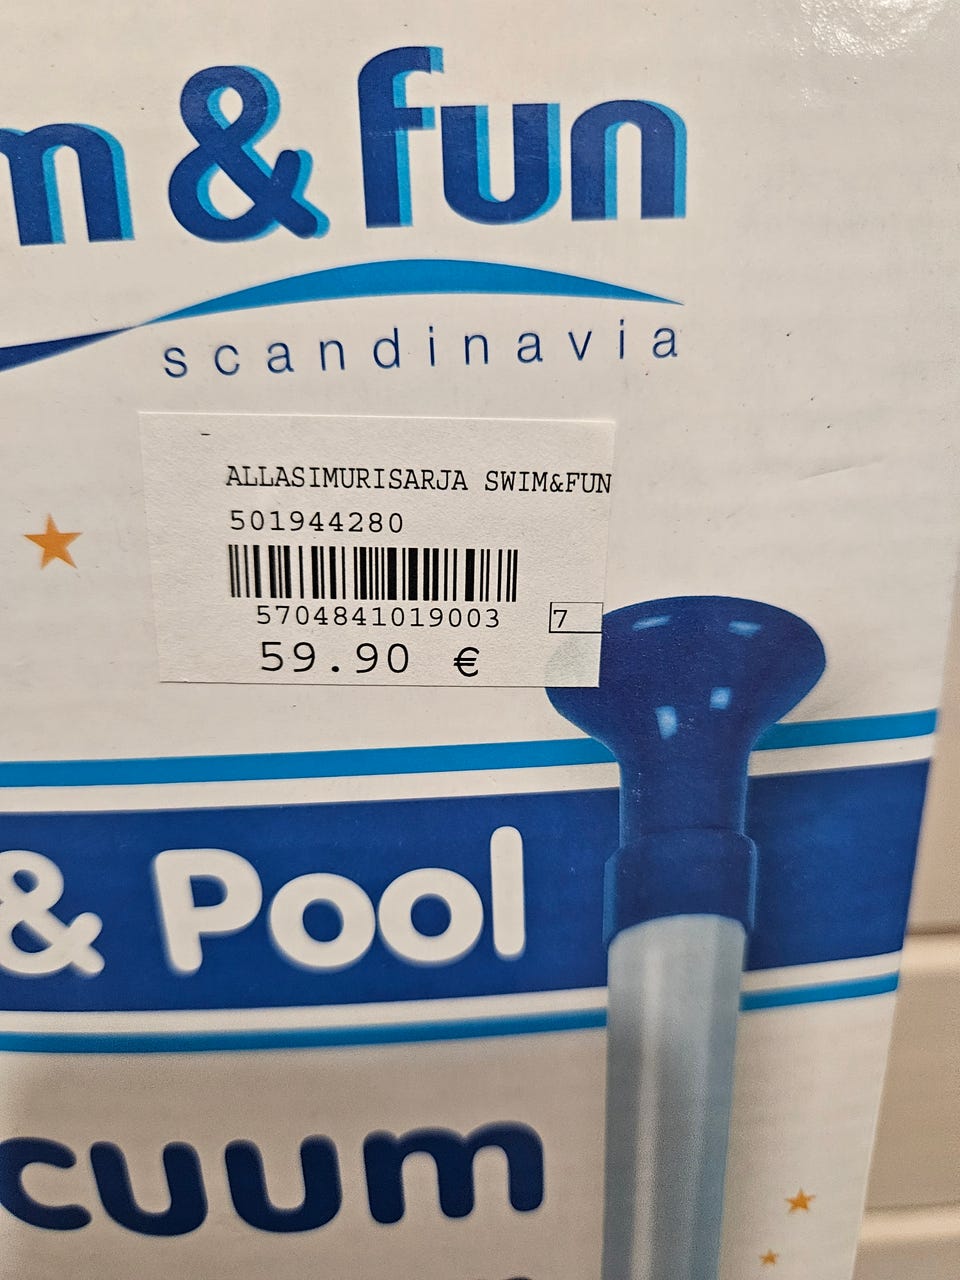 m & fun
scandinavia
ALLASIMURISARJA SWIM&FUN
501944280
5704841019003
7
59.90 €
& Pool
cuum